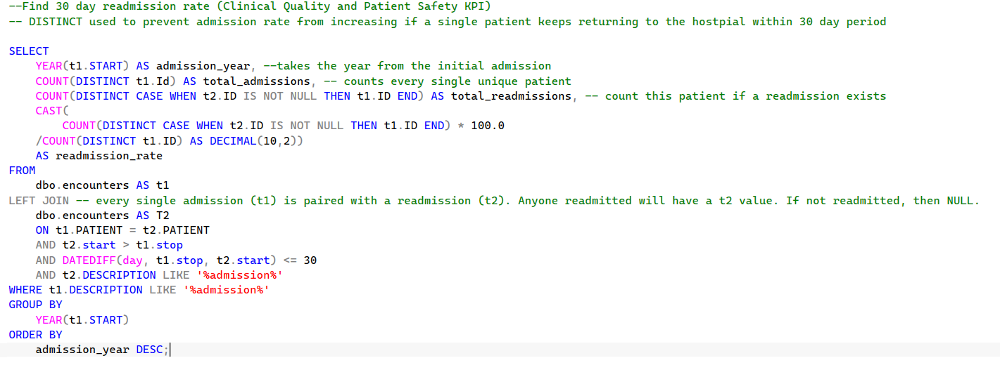 --Find 30 day readmission rate (Clinical Quality and Patient Safety KPI)
-- DISTINCT used to prevent admission rate from increasing if a single patient keeps returning to the hostpial within 30 day period
SELECT
YEAR(t1.START) AS admission_year, --takes the year from the initial admission
COUNT(DISTINCT t1.Id) AS total_admissions, -- counts every single unique patient
COUNT(DISTINCT CASE WHEN t2.ID IS NOT NULL THEN t1.ID END) AS total_readmissions, -- count this patient if a readmission exists
CAST(
COUNT(DISTINCT CASE WHEN t2.ID IS NOT NULL THEN t1.ID END) * 100.0
/COUNT(DISTINCT t1.ID) AS DECIMAL(10,2))
AS readmission_rate
FROM
dbo.encounters AS t1
LEFT JOIN -- every single admission (t1) is paired with a readmission (t2). Anyone readmitted will have a t2 value. If not readmitted, then NULL.
dbo.encounters AS T2
ON t1.PATIENT = t2.PATIENT
AND t2.start > t1.stop
AND DATEDIFF(day, t1.stop, t2.start) <= 30
AND t2.DESCRIPTION LIKE '%admission%'
WHERE t1.DESCRIPTION LIKE '%admission%'
GROUP BY
YEAR(t1.START)
ORDER BY
admission_year DESC;